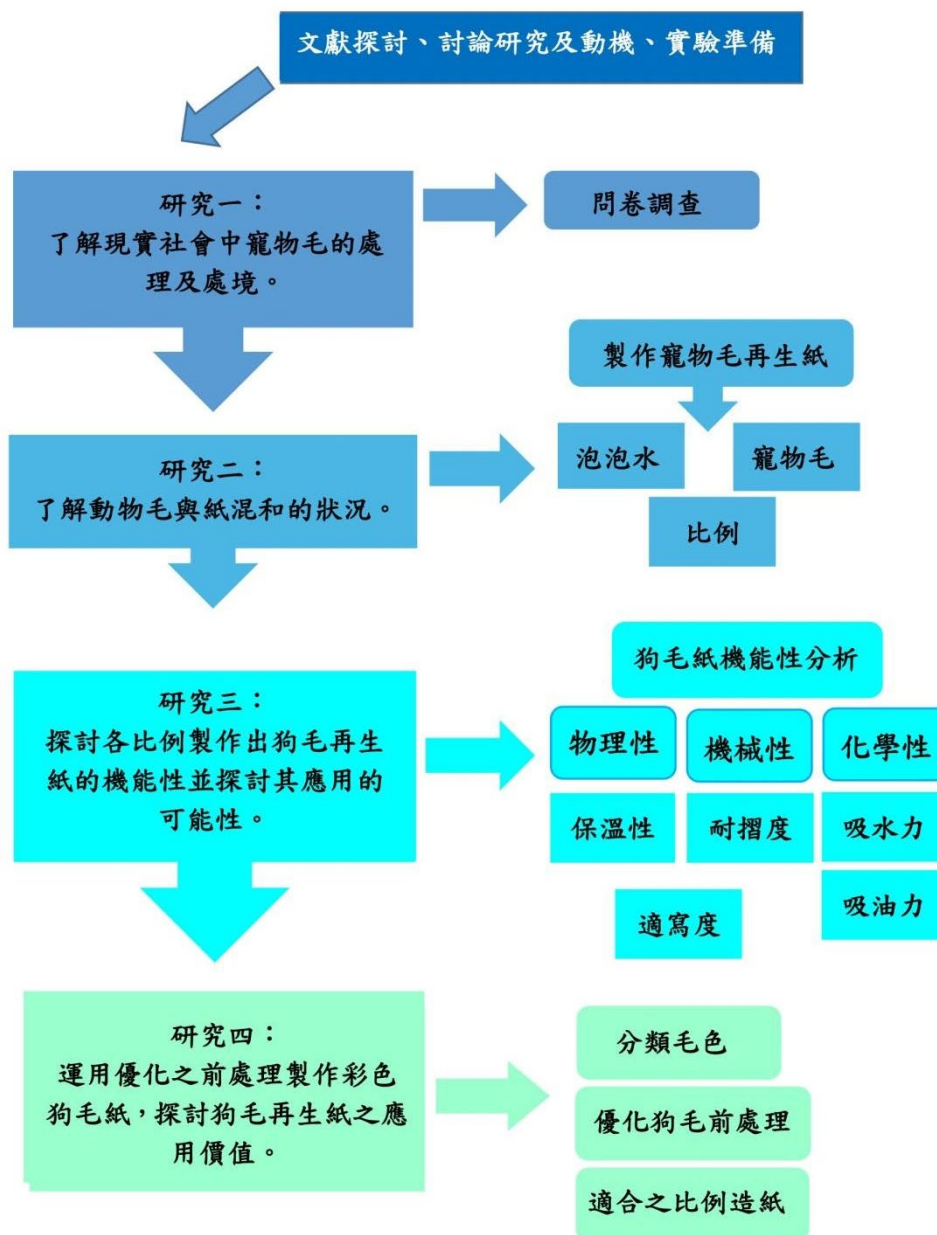 文獻探討、討論研究及動機、實驗準備
研究一：
了解現實社會中寵物毛的處
理及處境。
問卷調查
製作寵物毛再生紙
研究二：
了解動物毛與紙混和的狀況。
泡泡水
寵物毛
比例
研究三：
探討各比例製作出狗毛再生
紙的機能性並探討其應用的
可能性。
狗毛紙機能性分析
物理性
機械性
化學性
保溫性
耐摺度
吸水力
適寫度
吸油力
研究四：
運用優化之前處理製作彩色
狗毛紙，探討狗毛再生紙之應
用價值。
分類毛色
優化狗毛前處理
適合之比例造紙